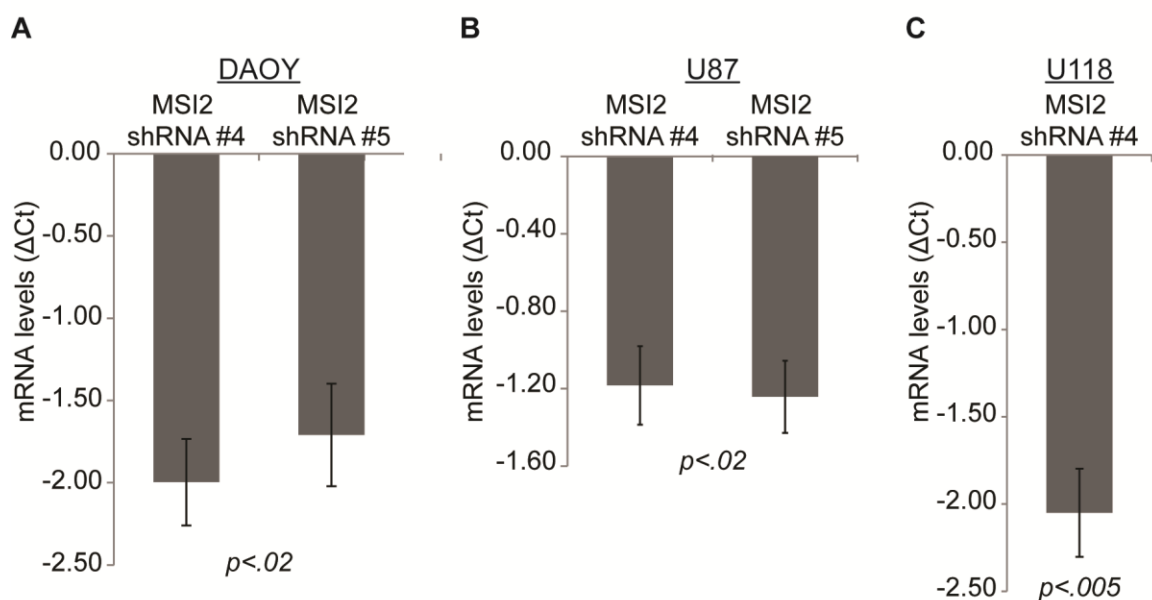 A
DAOY
MSI2 shRNA #4
MSI2 shRNA #5
0.00
-0.50
-1.00
-1.50
-2.00
-2.50
mRNA levels (ΔCt)
p<.02
B
U87
MSI2 shRNA #4
MSI2 shRNA #5
0.00
-0.40
-0.80
-1.20
-1.60
mRNA levels (ΔCt)
p<.02
C
U118
MSI2
shRNA #4
0.00
-0.50
-1.00
-1.50
-2.00
-2.50
mRNA levels (ΔCt)
p<.005